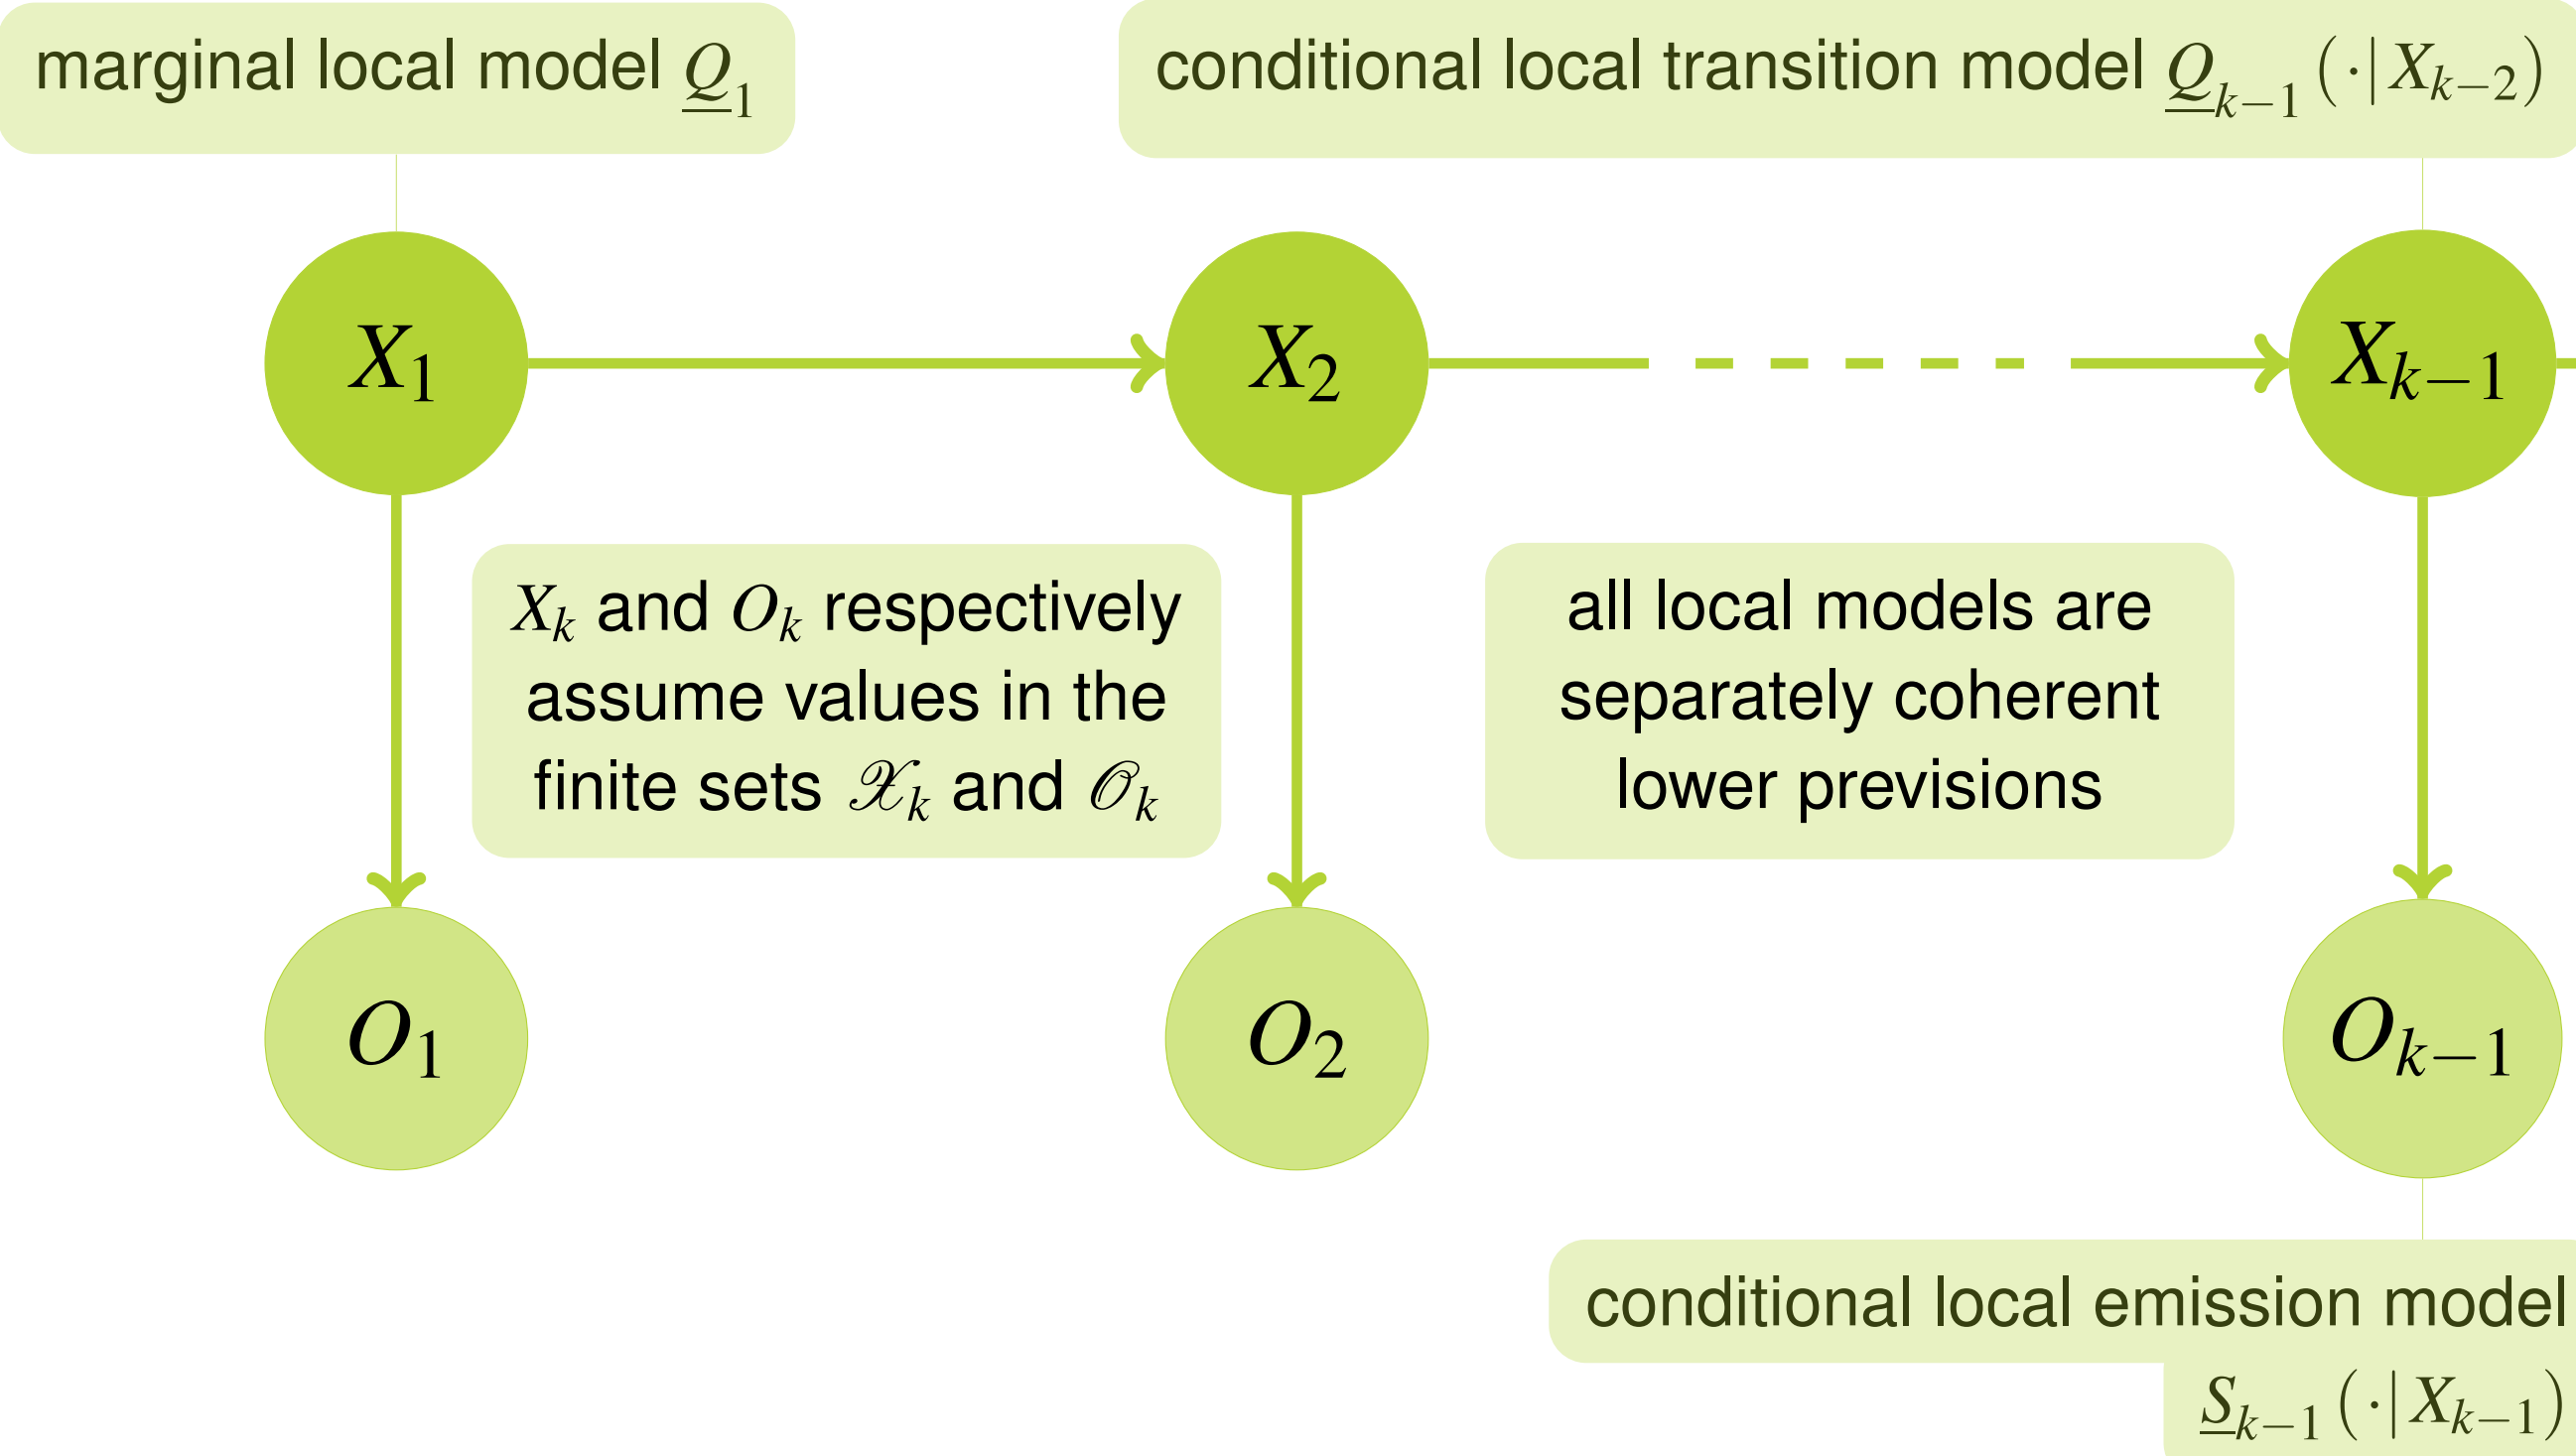 marginal local model Q̲₁
conditional local transition model Q̲ₖ₋₁(·|Xₖ₋₂)
X₁
X₂
Xₖ₋₁
Xₖ and Oₖ respectively
assume values in the
finite sets 𝒳ₖ and 𝒪ₖ
all local models are
separately coherent
lower previsions
O₁
O₂
Oₖ₋₁
conditional local emission model
S̲ₖ₋₁(·|Xₖ₋₁)